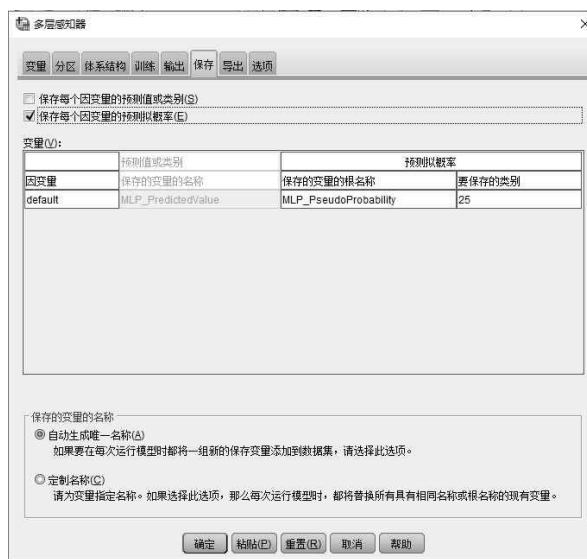 多层感知器
变量 分区 体系结构 训练 输出 保存 导出 选项
保存每个因变量的预测值或类别(S)
保存每个因变量的预测拟概率(E)
变量(V):
预测值或类别 预测拟概率
因变量 保存的变量的名称 保存的变量的根名称 要保存的类别
default MLP_PredictedValue MLP_PseudoProbability 25
保存的变量的名称
自动生成唯一名称(A)
如果要在每次运行模型时都将一组新的保存变量添加到数据集，请选择此选项。
定制名称(C)
请为变量指定名称。如果选择此选项，那么每次运行模型时，都将替换所有具有相同名称或根名称的现有变量。
确定 粘贴(P) 重置(R) 取消 帮助